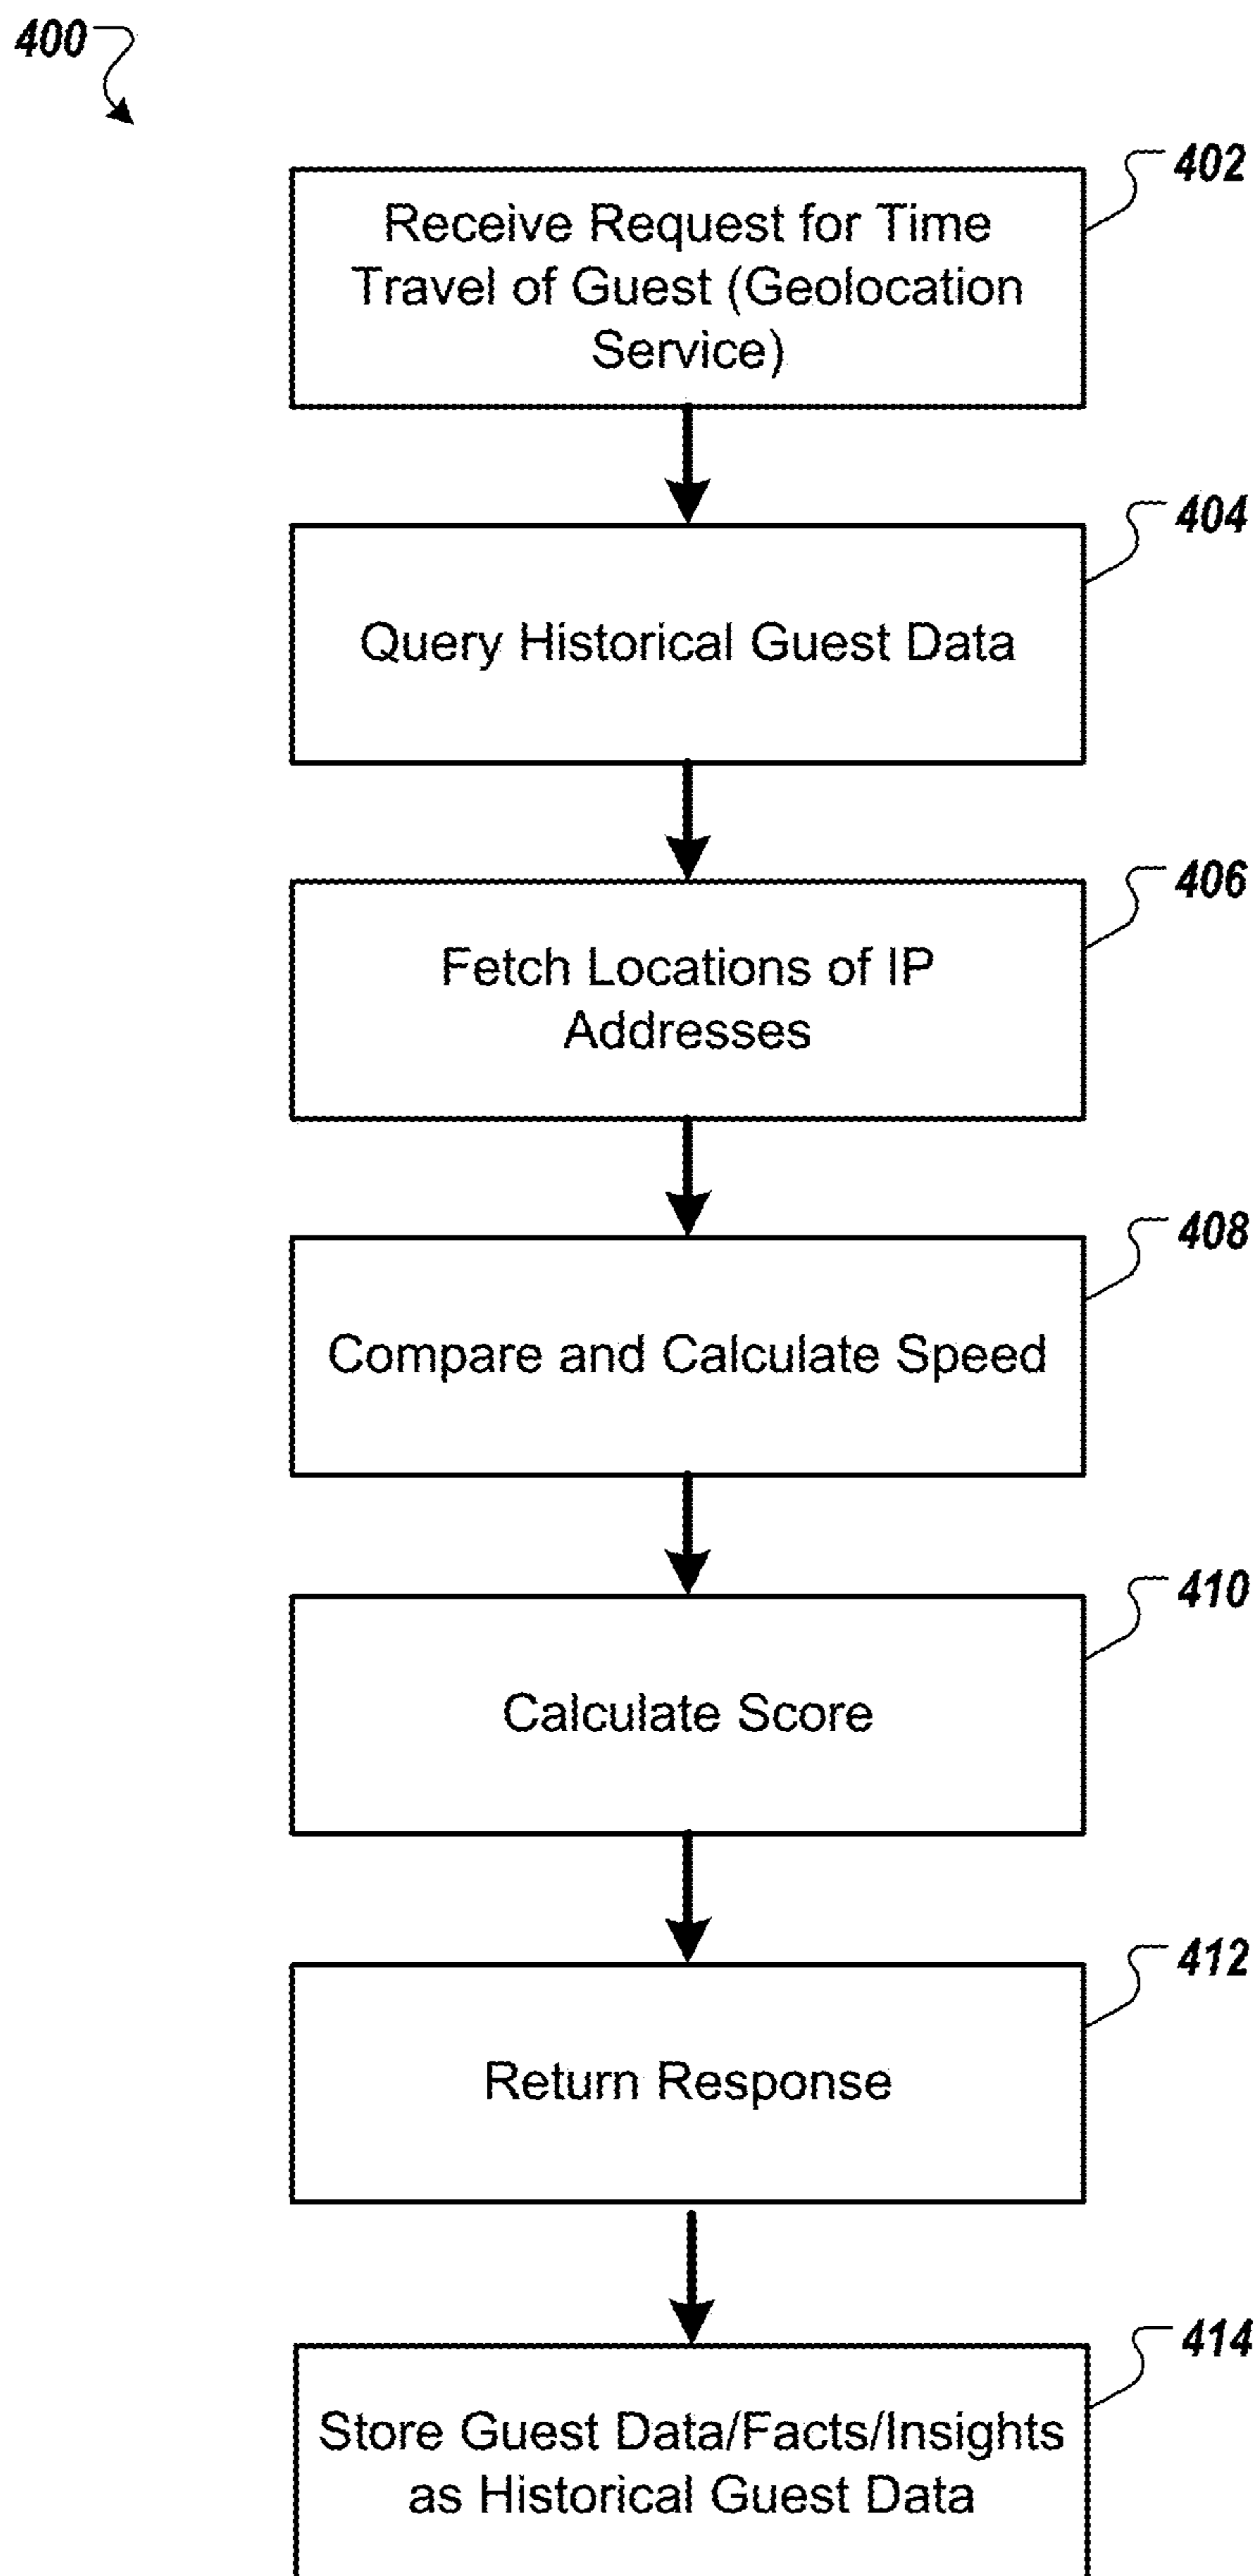 400
402
Receive Request for Time
Travel of Guest (Geolocation
Service)
404
Query Historical Guest Data
406
Fetch Locations of IP
Addresses
408
Compare and Calculate Speed
410
Calculate Score
412
Return Response
414
Store Guest Data/Facts/Insights
as Historical Guest Data